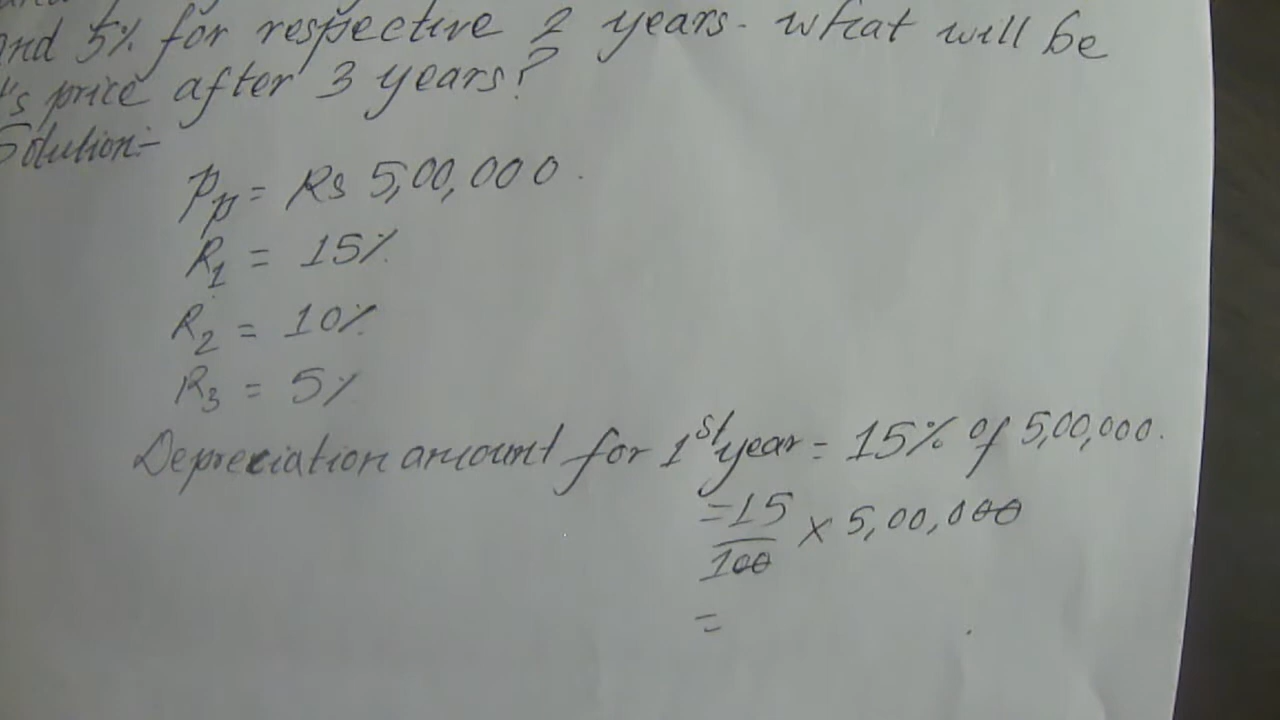 and 5% for respective 2 years. what will be
t's price after 3 years?
Solution:-
Pp = Rs 5,00,000.
R1 = 15%
R2 = 10%
R3 = 5%
Depreciation amount for 1st year = 15% of 5,00,000.
= 15/100 × 5,00,000
=